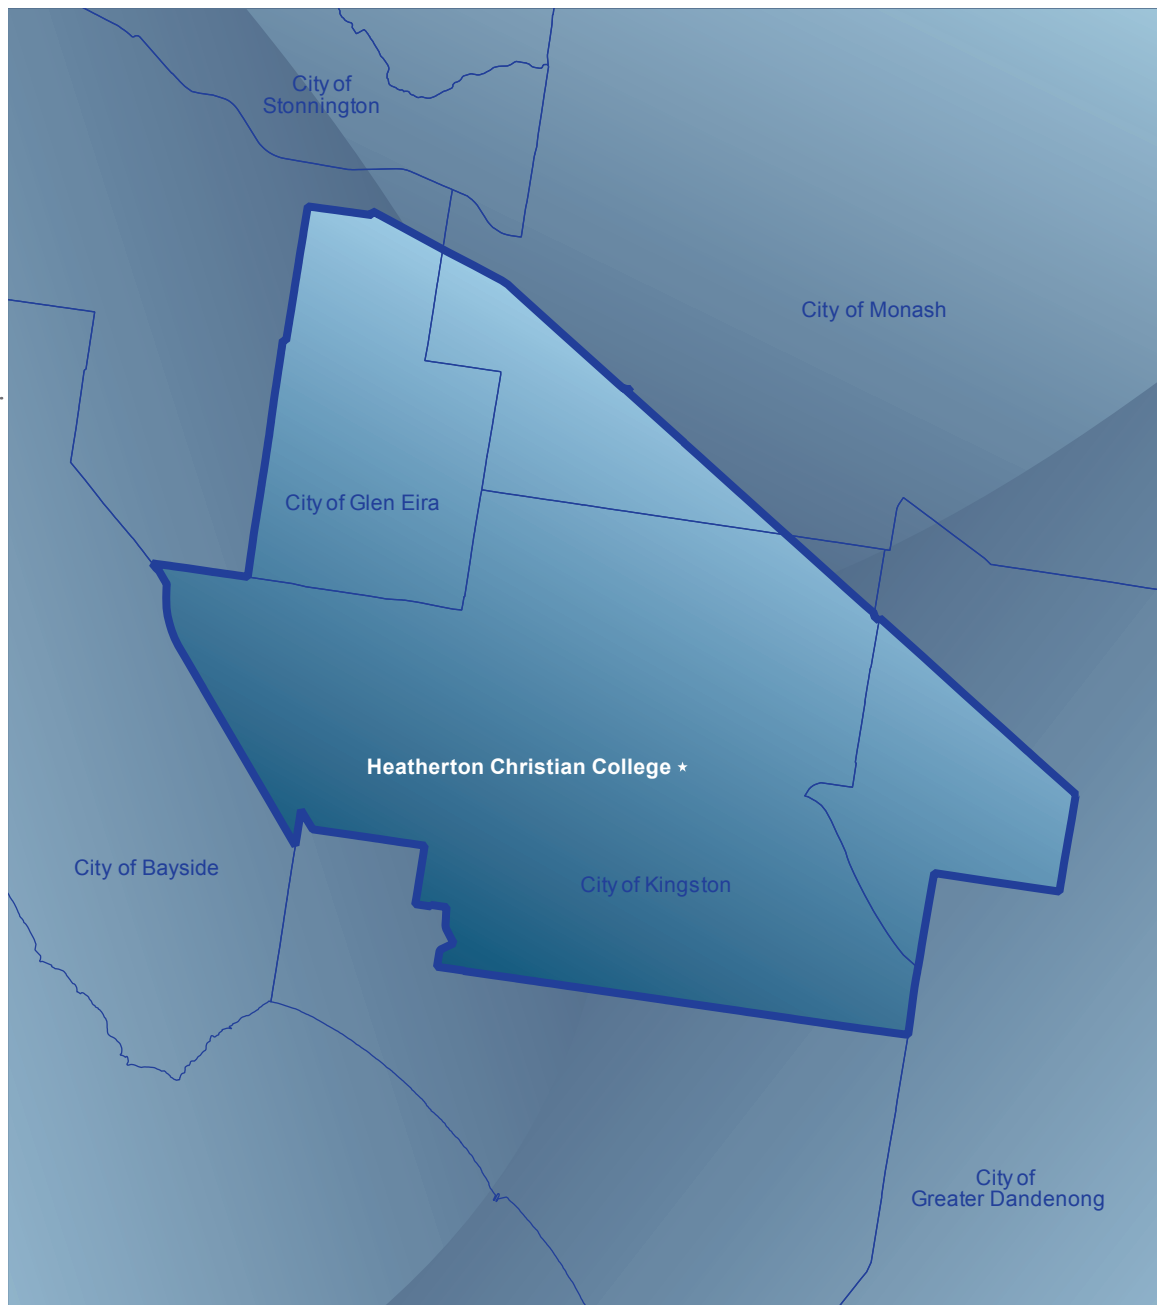 City of
Stonnington
City of Monash
City of Glen Eira
Heatherton Christian College
City of Bayside
City of Kingston
City of
Greater Dandenong